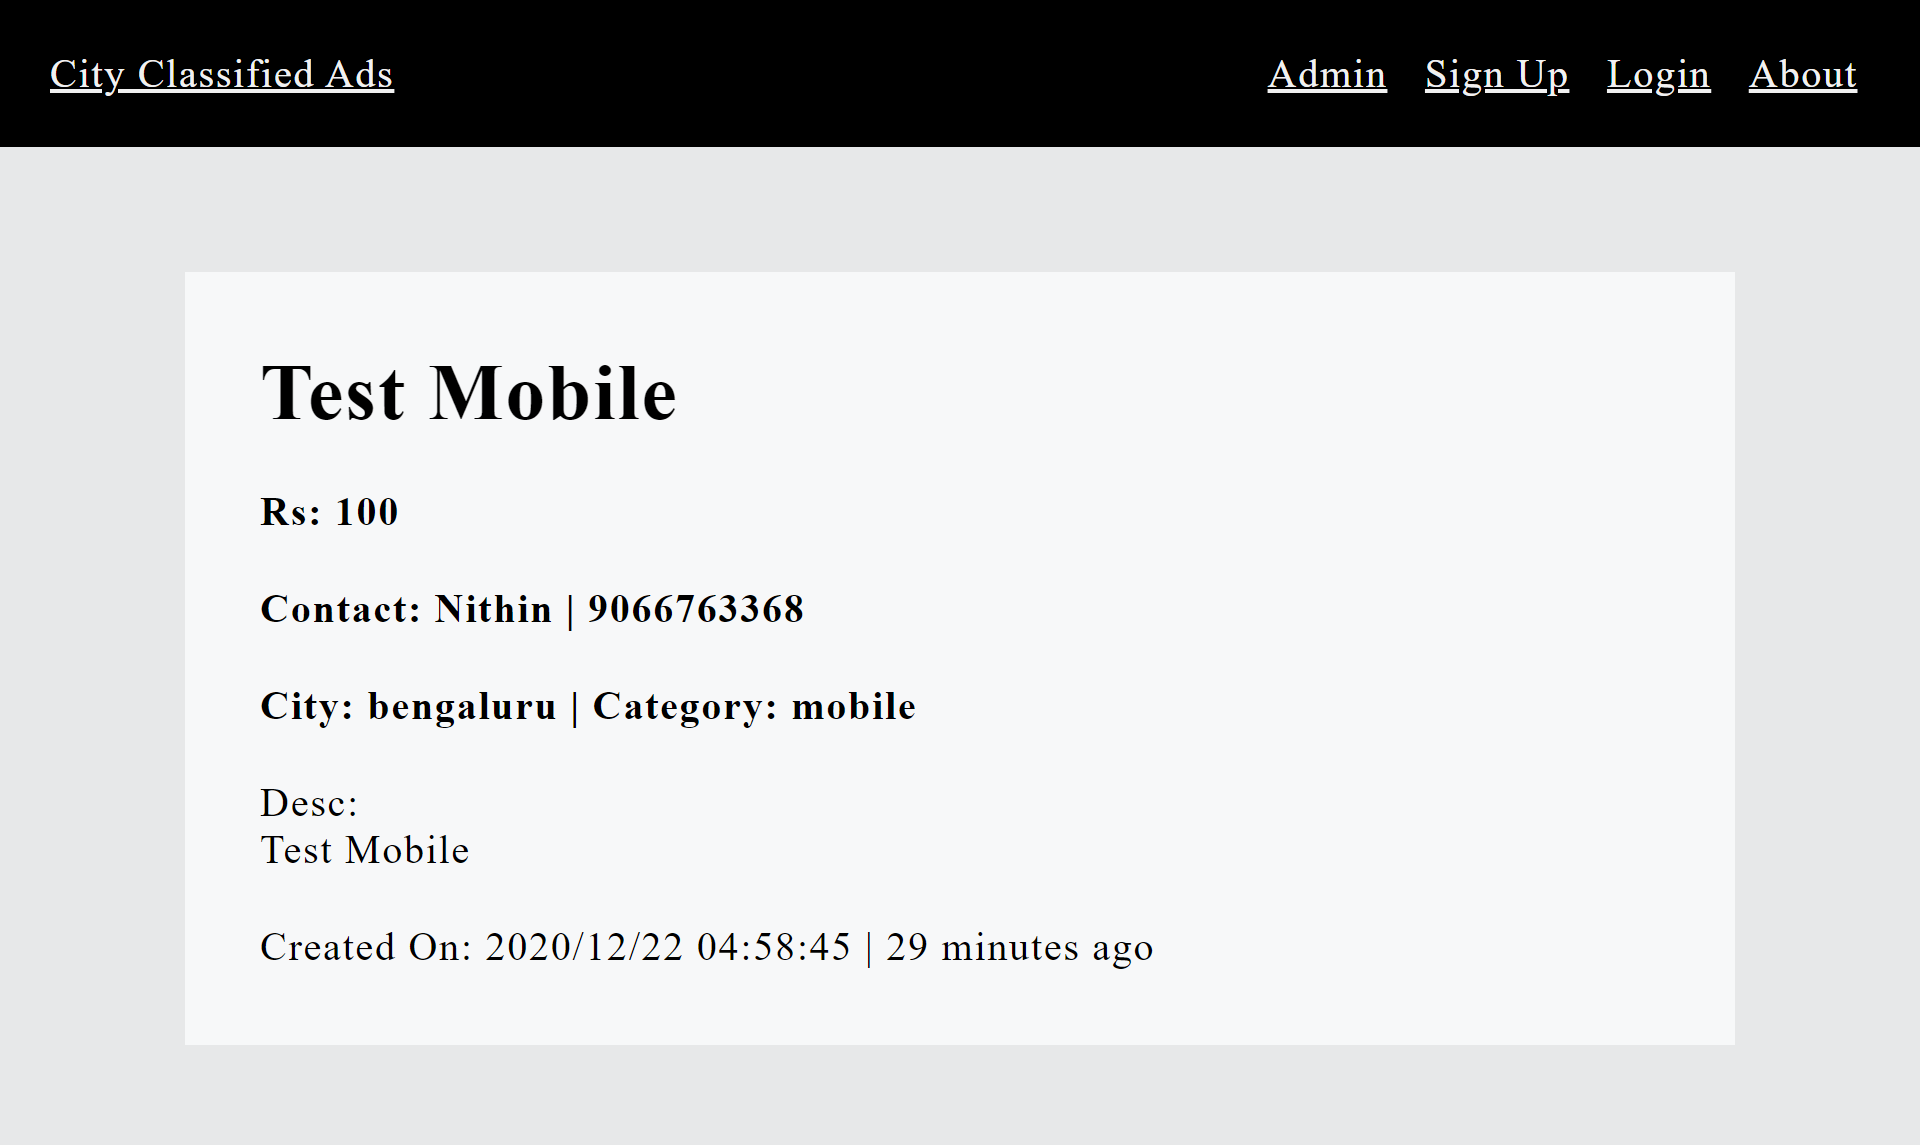 City Classified Ads
Admin Sign Up Login About
Test Mobile
Rs: 100
Contact: Nithin | 9066763368
City: bengaluru | Category: mobile
Desc:
Test Mobile
Created On: 2020/12/22 04:58:45 | 29 minutes ago